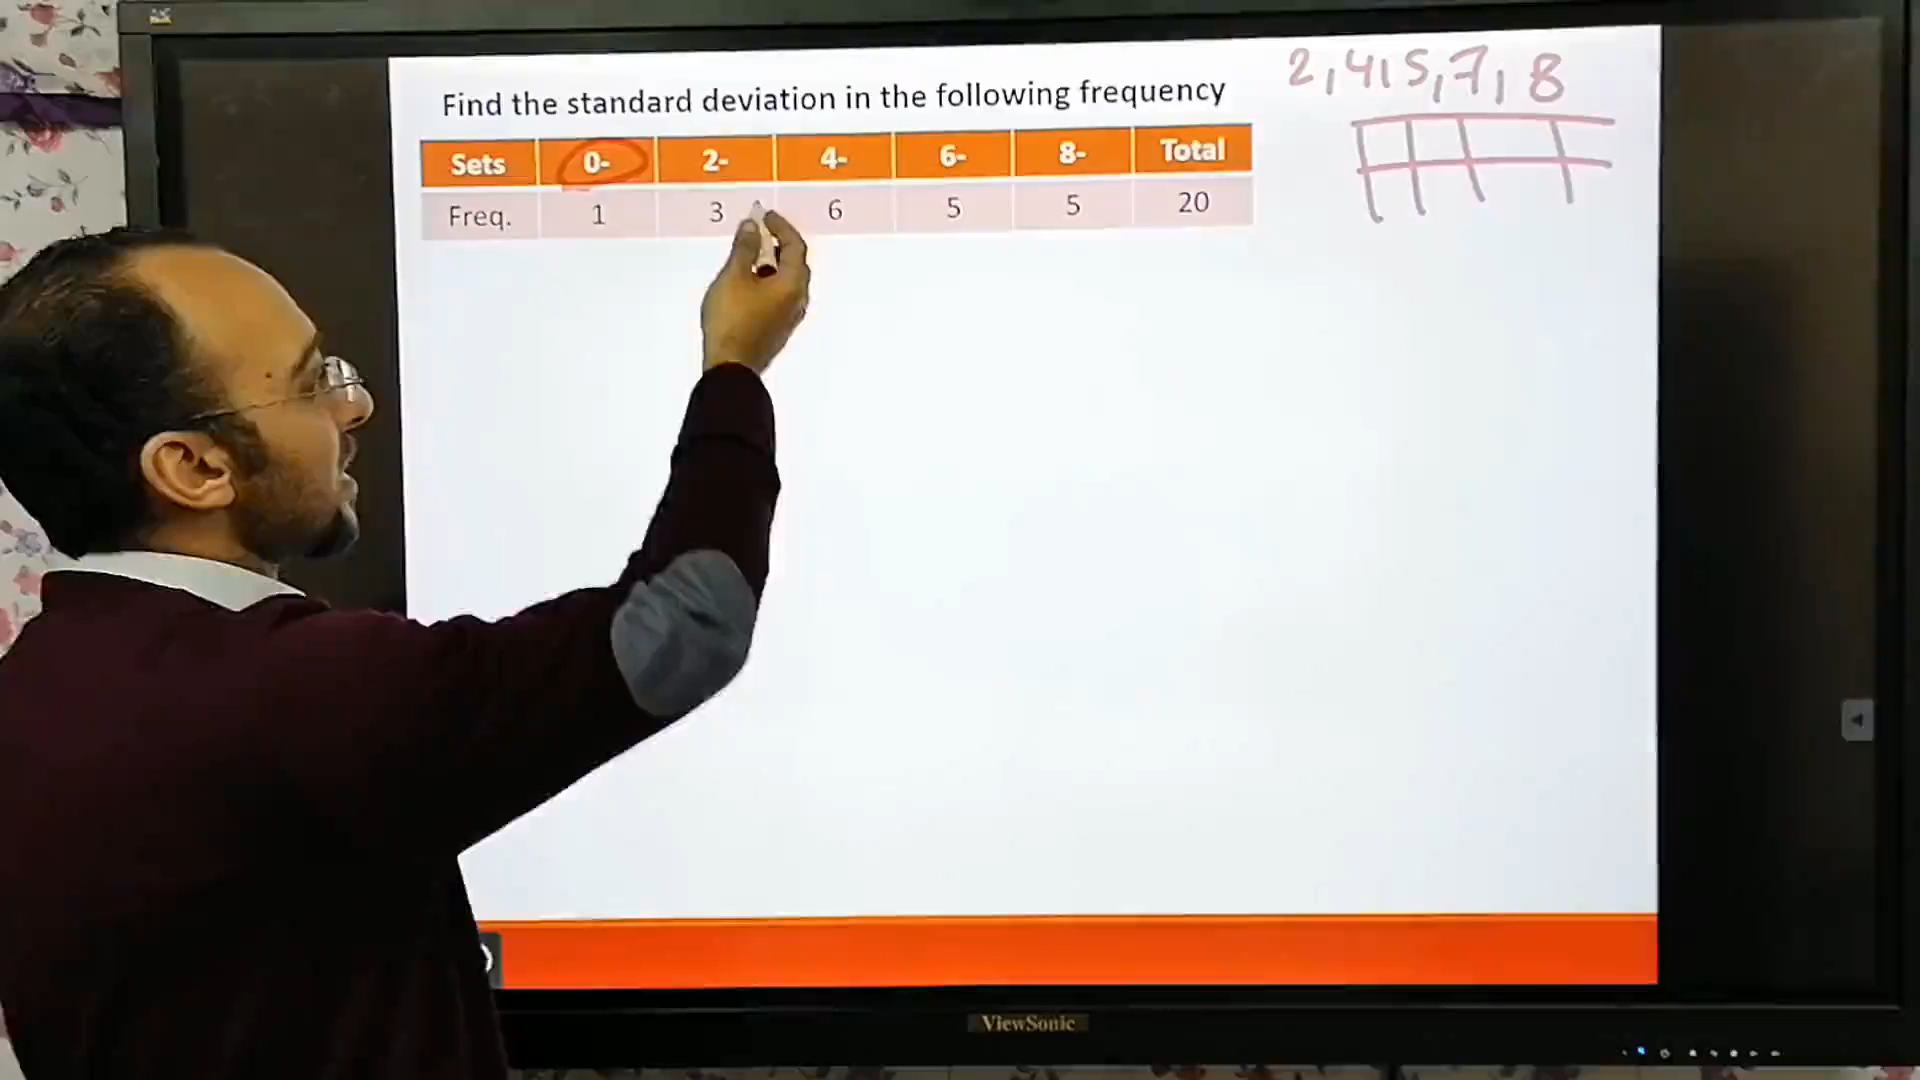 2,4,5,7,8
Find the standard deviation in the following frequency
Sets 0- 2- 4- 6- 8- Total
Freq. 1 3 6 5 5 20
ViewSonic